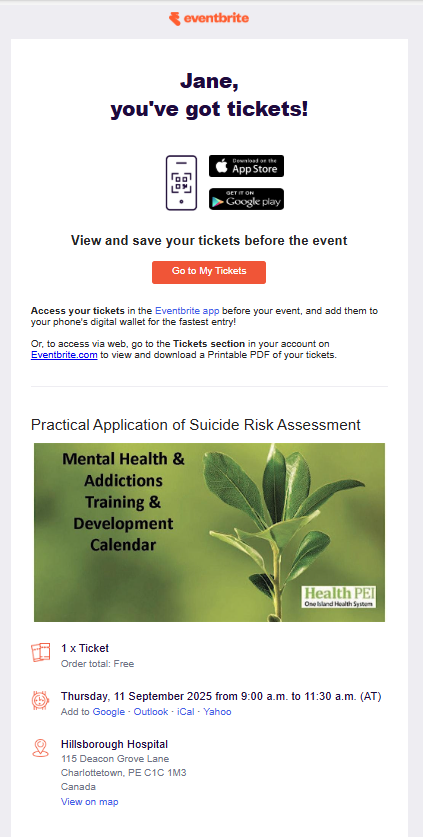 eventbrite
Jane,
you've got tickets!
Download on the
App Store
GET IT ON
Google play
View and save your tickets before the event
Go to My Tickets
Access your tickets in the Eventbrite app before your event, and add them to
your phone's digital wallet for the fastest entry!
Or, to access via web, go to the Tickets section in your account on
Eventbrite.com to view and download a Printable PDF of your tickets.
Practical Application of Suicide Risk Assessment
Mental Health &
Addictions
Training &
Development
Calendar
Health PEI
One Island Health System
1 x Ticket
Order total: Free
Thursday, 11 September 2025 from 9:00 a.m. to 11:30 a.m. (AT)
Add to Google · Outlook · iCal · Yahoo
Hillsborough Hospital
115 Deacon Grove Lane
Charlottetown, PE C1C 1M3
Canada
View on map